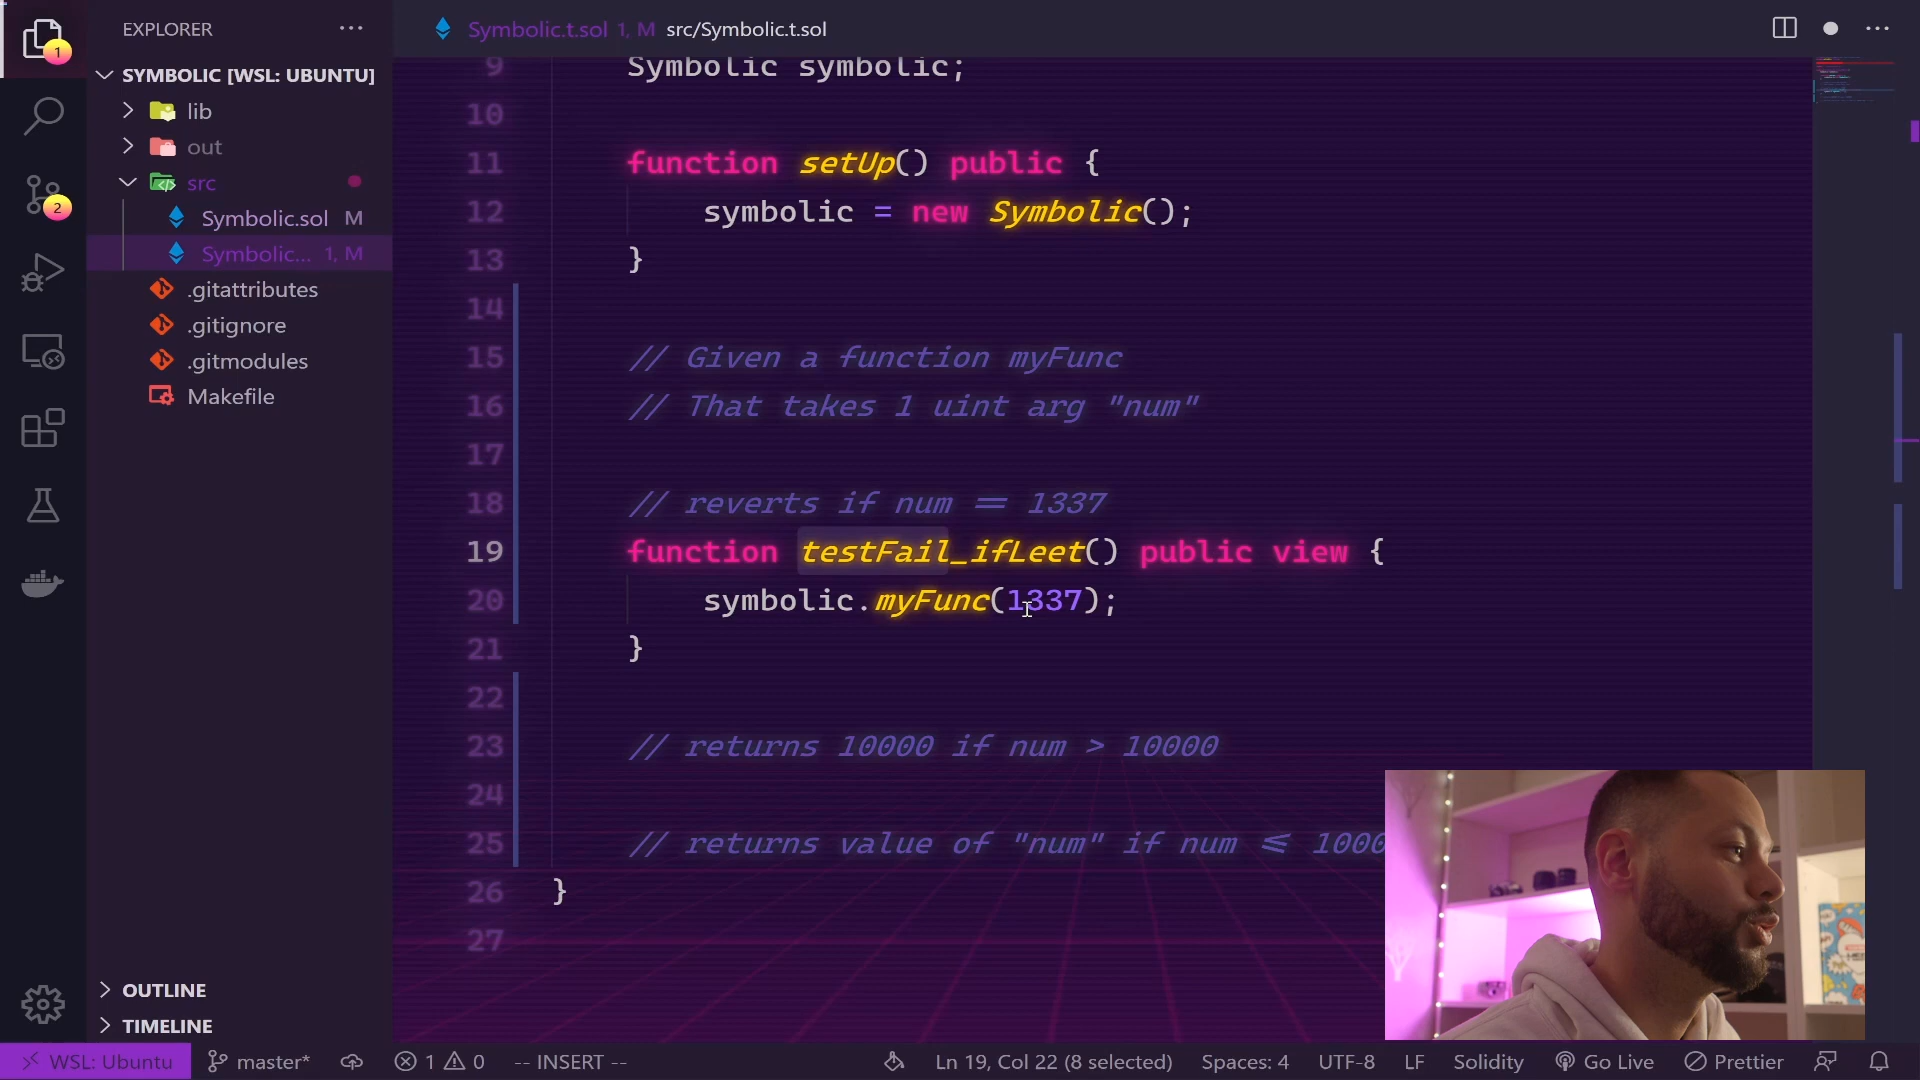 EXPLORER
SYMBOLIC [WSL: UBUNTU]
lib
out
src
Symbolic.sol M
Symbolic... 1, M
.gitattributes
.gitignore
.gitmodules
Makefile
OUTLINE
TIMELINE
1
2
Symbolic.t.sol 1, M src/Symbolic.t.sol
9 Symbolic symbolic;
10
11 function setUp() public {
12 symbolic = new Symbolic();
13 }
14
15 // Given a function myFunc
16 // That takes 1 uint arg "num"
17
18 // reverts if num == 1337
19 function testFail_ifLeet() public view {
20 symbolic.myFunc(1337);
21 }
22
23 // returns 10000 if num > 10000
24
25 // returns value of "num" if num <= 1000
26 }
27
WSL: Ubuntu master* 1 0 -- INSERT -- Ln 19, Col 22 (8 selected) Spaces: 4 UTF-8 LF Solidity Go Live Prettier